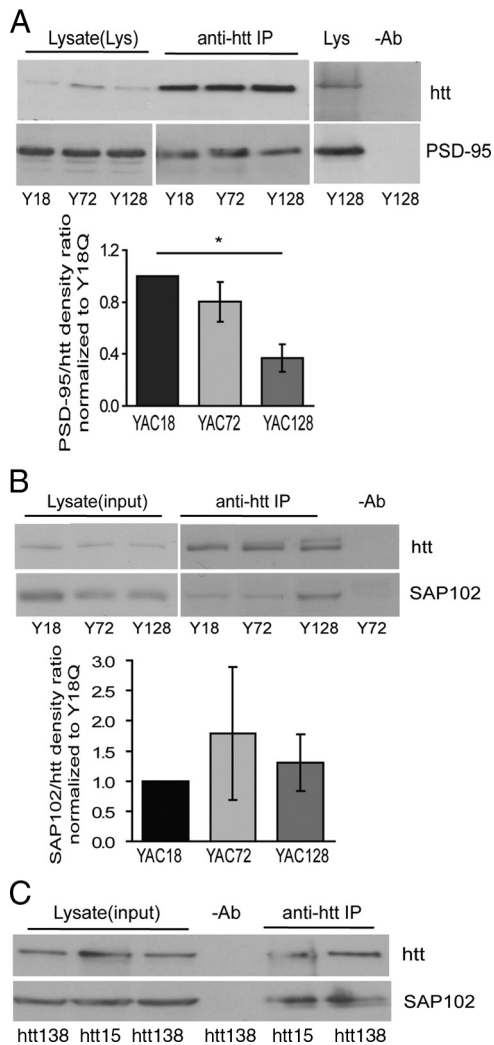 A
Lysate(Lys) anti-htt IP Lys -Ab
htt
PSD-95
Y18 Y72 Y128 Y18 Y72 Y128 Y128 Y128
*
PSD-95/htt density ratio
normalized to Y18Q
1.2
0.8
0.4
0.0
YAC18 YAC72 YAC128
B
Lysate(input) anti-htt IP -Ab
htt
SAP102
Y18 Y72 Y128 Y18 Y72 Y128 Y72
SAP102/htt density ratio
normalized to Y18Q
3.0
2.5
2.0
1.5
1.0
0.5
0.0
YAC18 YAC72 YAC128
C
Lysate(input) -Ab anti-htt IP
htt
SAP102
htt138 htt15 htt138 htt138 htt15 htt138